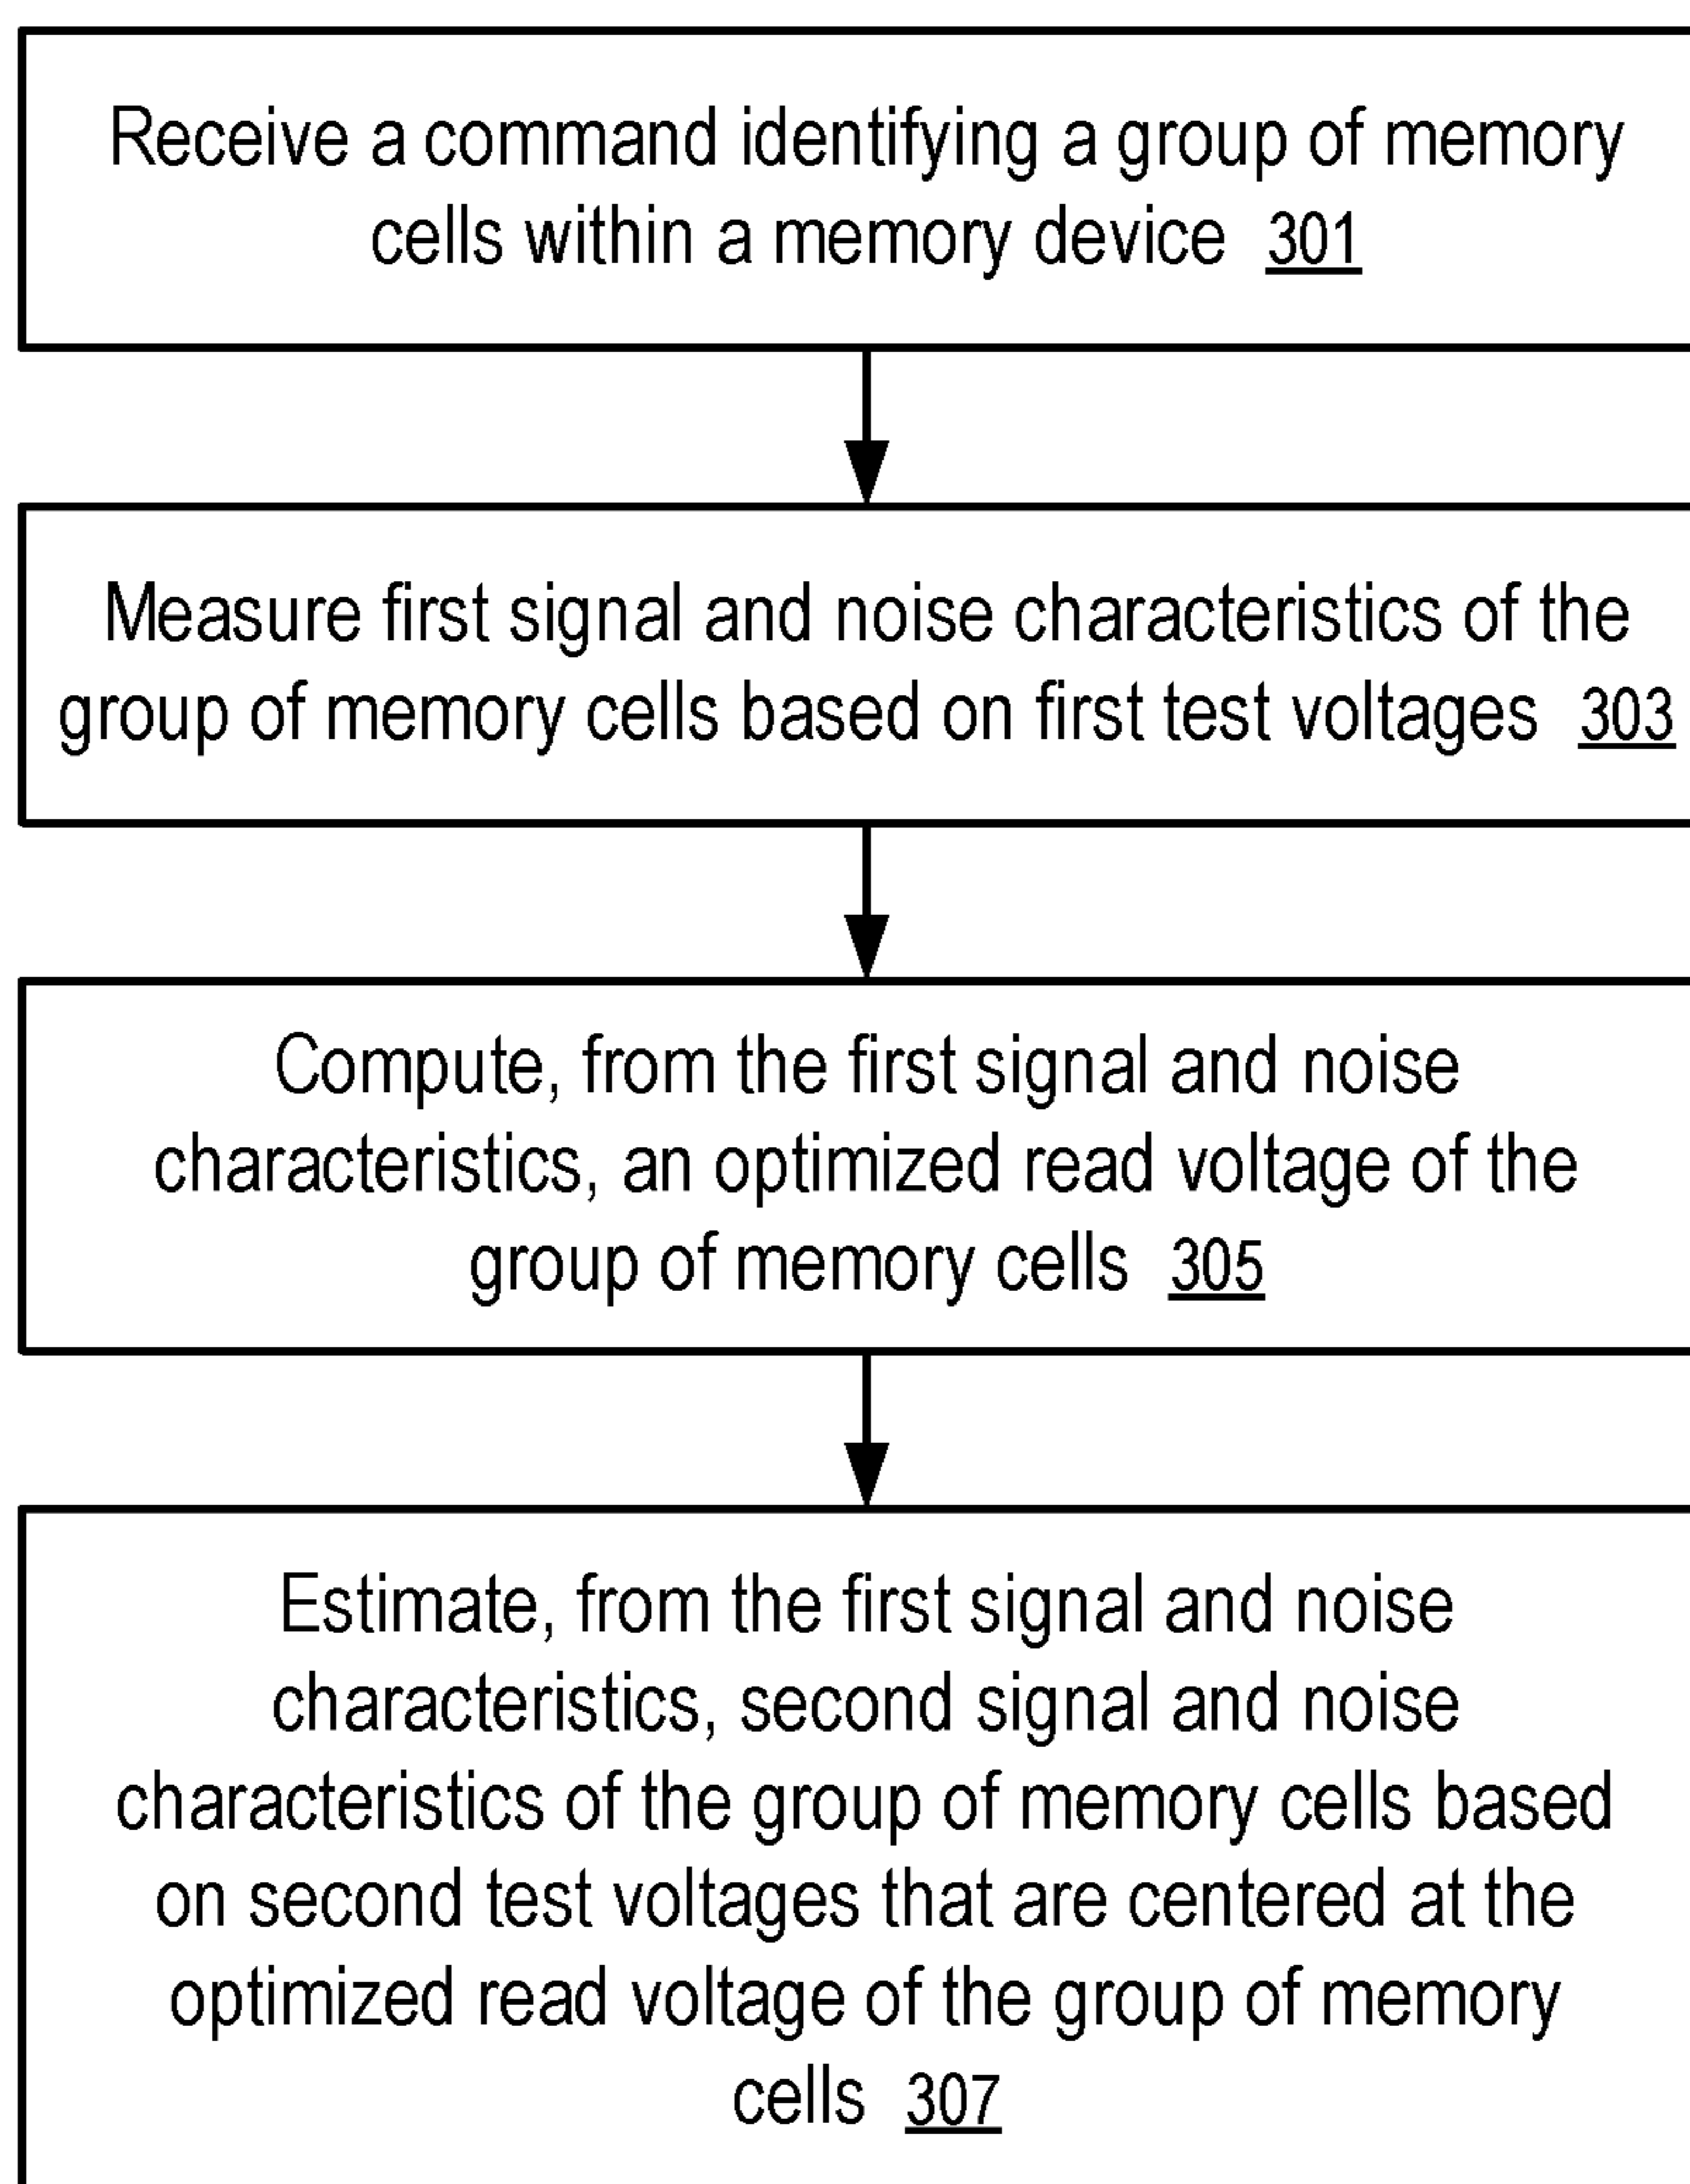 Receive a command identifying a group of memory
cells within a memory device 301
Measure first signal and noise characteristics of the
group of memory cells based on first test voltages 303
Compute, from the first signal and noise
characteristics, an optimized read voltage of the
group of memory cells 305
Estimate, from the first signal and noise
characteristics, second signal and noise
characteristics of the group of memory cells based
on second test voltages that are centered at the
optimized read voltage of the group of memory
cells 307